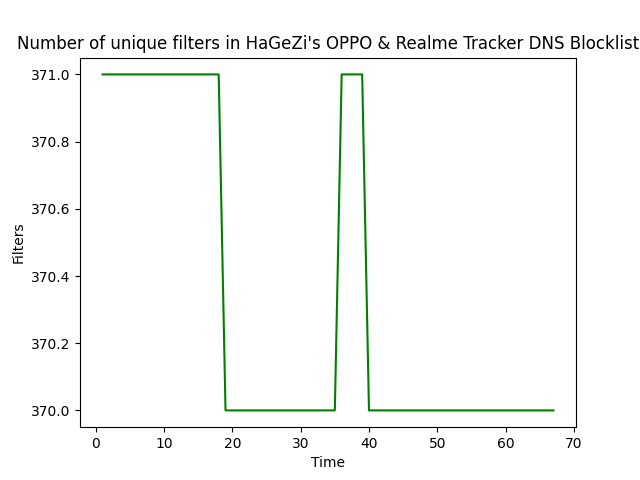 Number of unique filters in HaGeZi's OPPO & Realme Tracker DNS Blocklist
371.0
370.8
370.6
370.4
370.2
370.0
Filters
0 10 20 30 40 50 60 70
Time